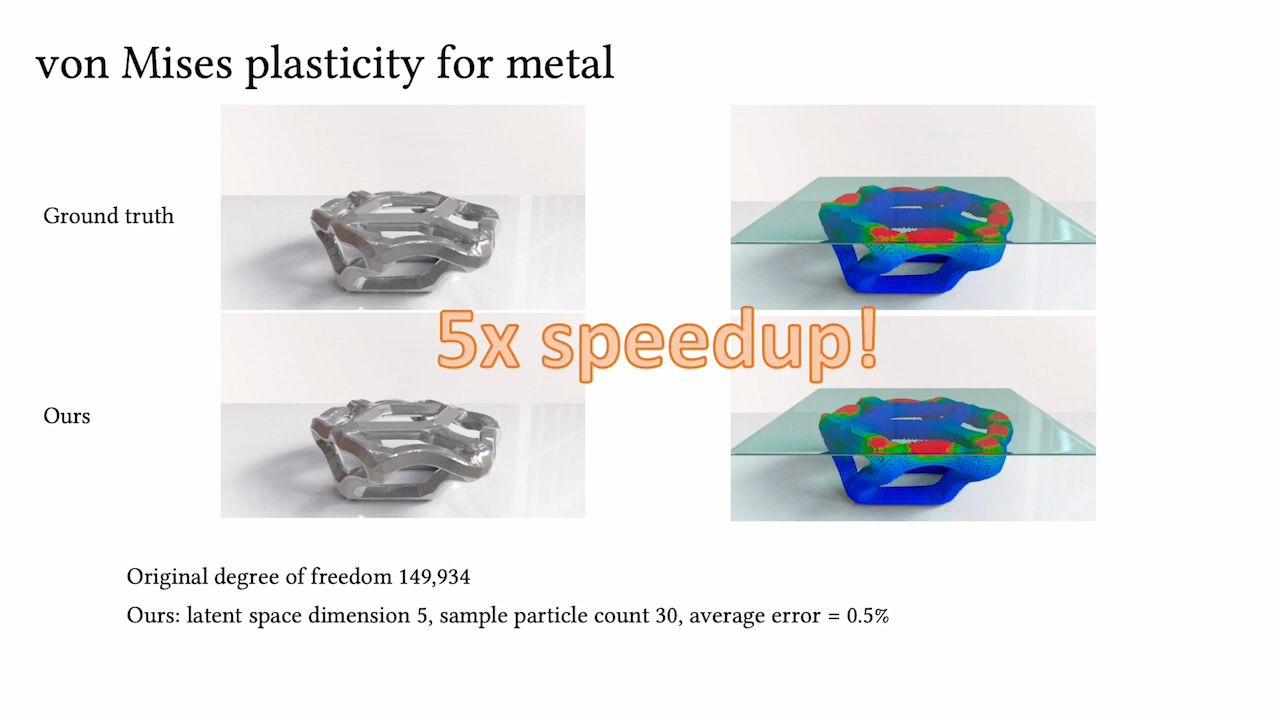 von Mises plasticity for metal
Ground truth
5x speedup!
Ours
Original degree of freedom 149,934
Ours: latent space dimension 5, sample particle count 30, average error = 0.5%